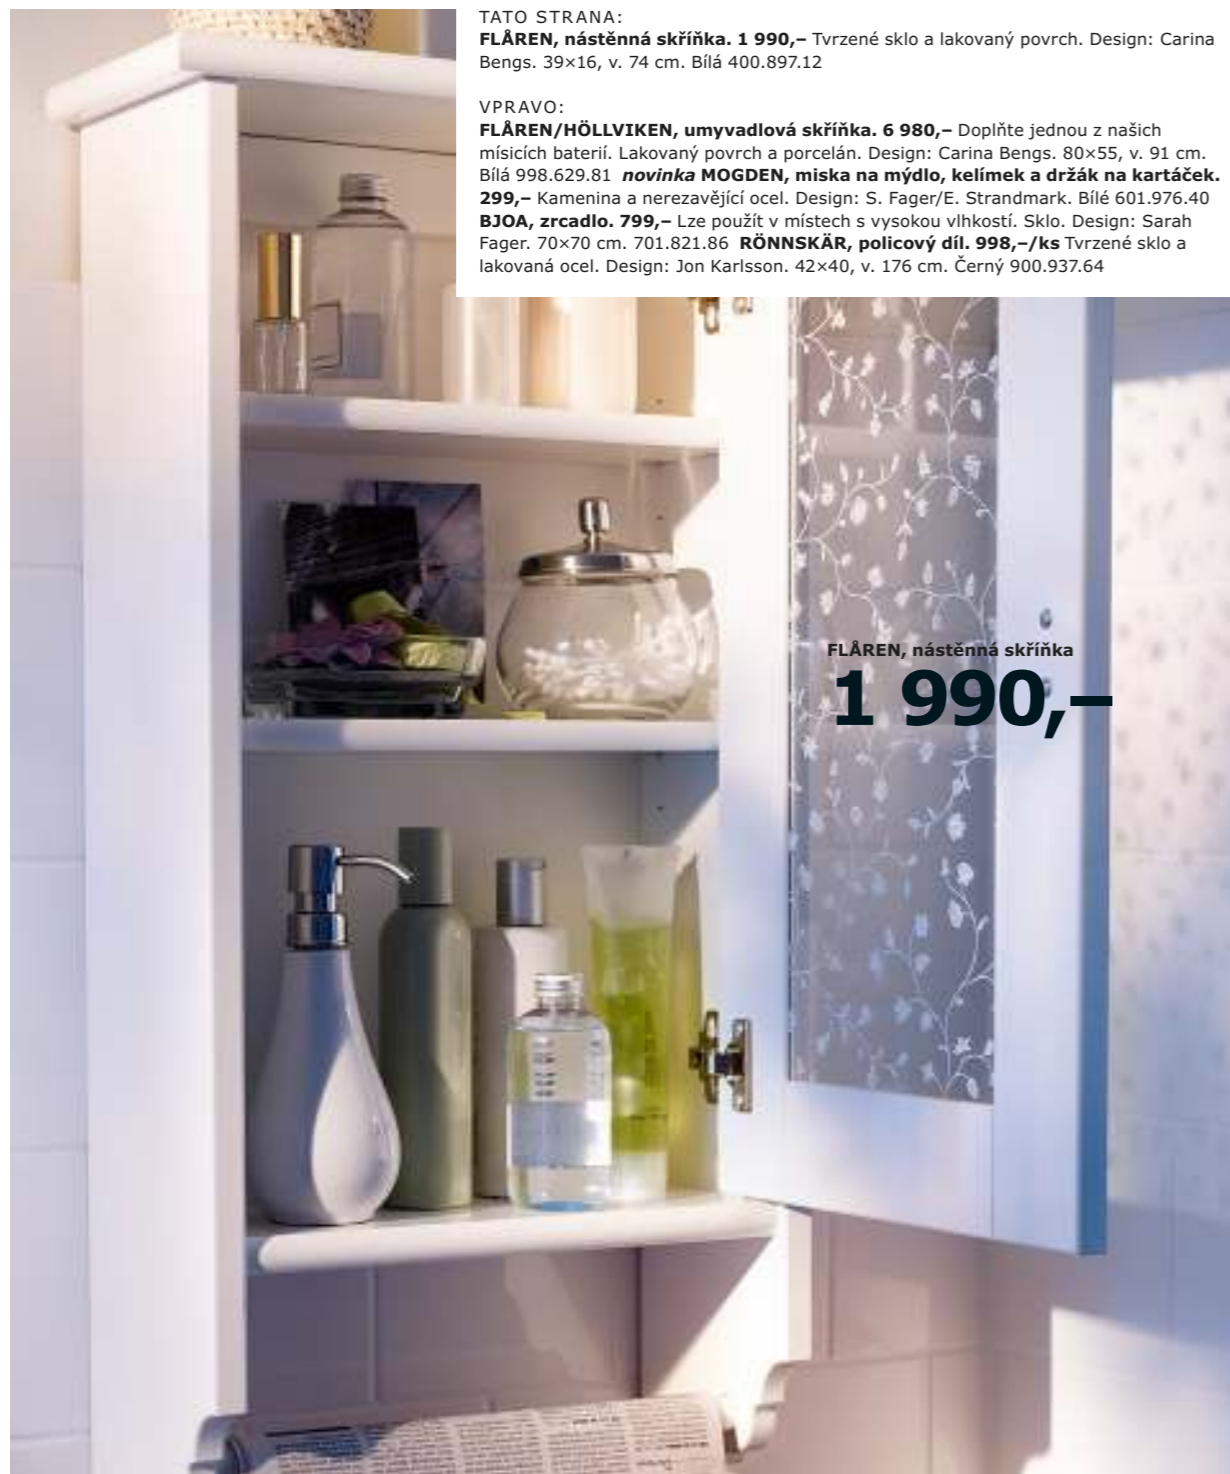 TATO STRANA:
FLÅREN, nástěnná skříňka. 1 990,– Tvrzené sklo a lakovaný povrch. Design: Carina
Bengs. 39×16, v. 74 cm. Bílá 400.897.12
VPRAVO:
FLÅREN/HÖLLVIKEN, umyvadlová skříňka. 6 980,– Doplňte jednou z našich
mísicích baterií. Lakovaný povrch a porcelán. Design: Carina Bengs. 80×55, v. 91 cm.
Bílá 998.629.81 novinka MOGDEN, miska na mýdlo, kelímek a držák na kartáček.
299,– Kamenina a nerezavějící ocel. Design: S. Fager/E. Strandmark. Bílé 601.976.40
BJOA, zrcadlo. 799,– Lze použít v místech s vysokou vlhkostí. Sklo. Design: Sarah
Fager. 70×70 cm. 701.821.86 RÖNNSKÄR, policový díl. 998,–/ks Tvrzené sklo a
lakovaná ocel. Design: Jon Karlsson. 42×40, v. 176 cm. Černý 900.937.64
FLÅREN, nástěnná skříňka
1 990,–